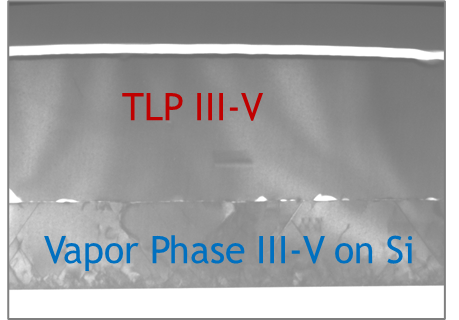 TLP III-V
Vapor Phase III-V on Si